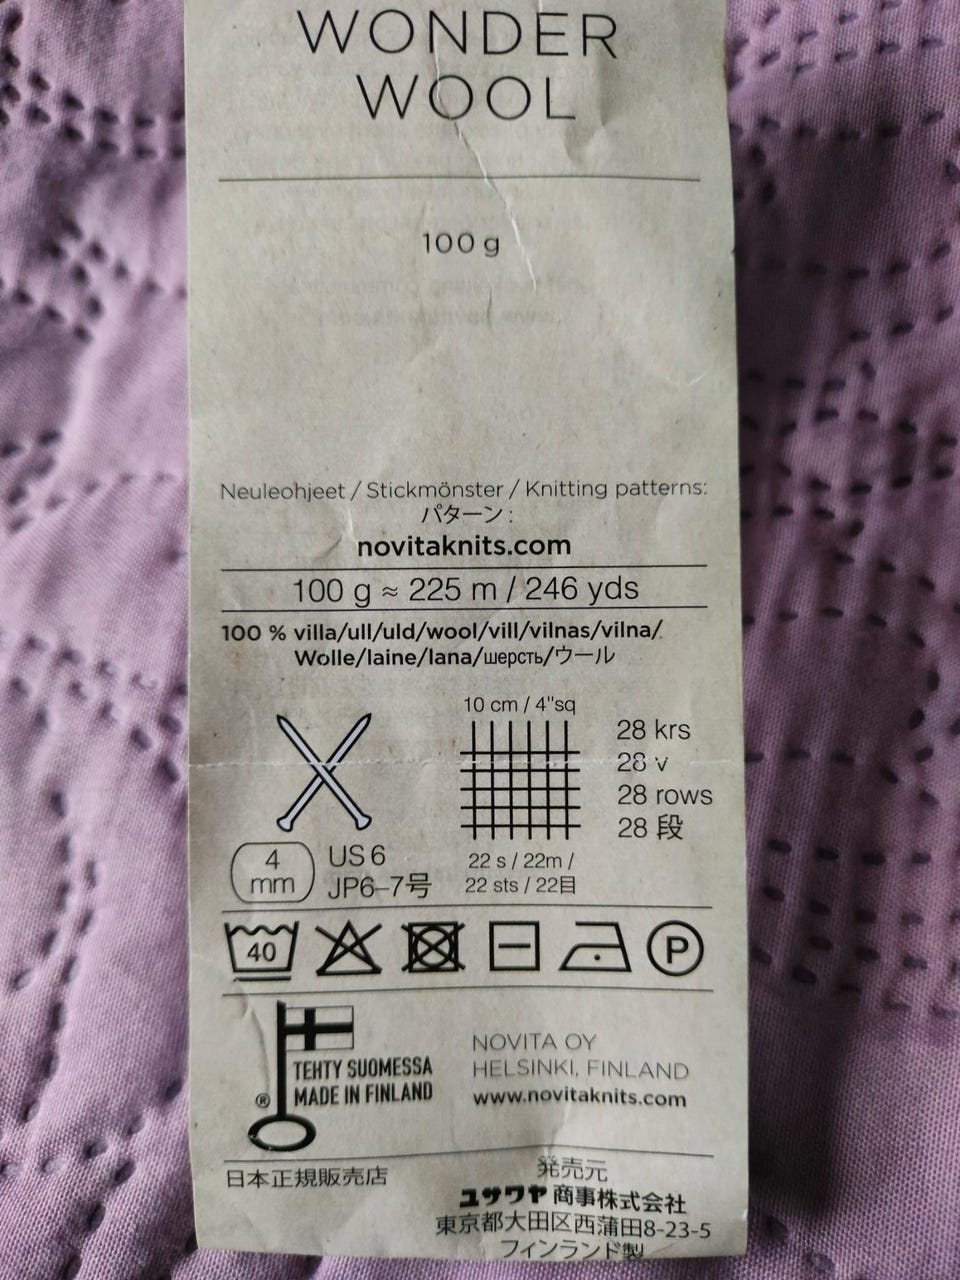 WONDER
WOOL
100 g
Neuleohjeet / Stickmönster / Knitting patterns:
パターン :
novitaknits.com
100 g ≈ 225 m / 246 yds
100 % villa/ull/uld/wool/vill/vilnas/vilna/
Wolle/laine/lana/шерсть/ウール
10 cm / 4"sq
28 krs
28 v
28 rows
28 段
4
mm
US 6
JP6–7号
22 s / 22m /
22 sts / 22目
40
P
TEHTY SUOMESSA
MADE IN FINLAND
®
NOVITA OY
HELSINKI, FINLAND
www.novitaknits.com
日本正規販売店
発売元
ユザワヤ 商事株式会社
東京都大田区西蒲田8-23-5
フィンランド製